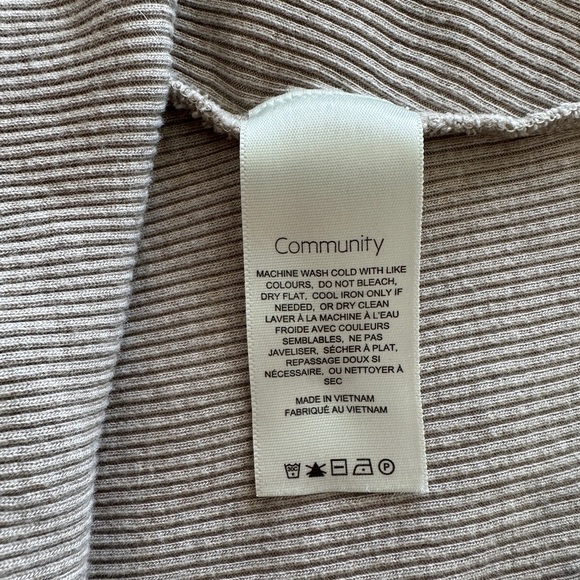 Community
MACHINE WASH COLD WITH LIKE
COLOURS, DO NOT BLEACH,
DRY FLAT, COOL IRON ONLY IF
NEEDED, OR DRY CLEAN
LAVER À LA MACHINE À L'EAU
FROIDE AVEC COULEURS
SEMBLABLES, NE PAS
JAVELISER, SÉCHER À PLAT,
REPASSAGE DOUX SI
NÉCESSAIRE, OU NETTOYER À
SEC
MADE IN VIETNAM
FABRIQUÉ AU VIETNAM
P